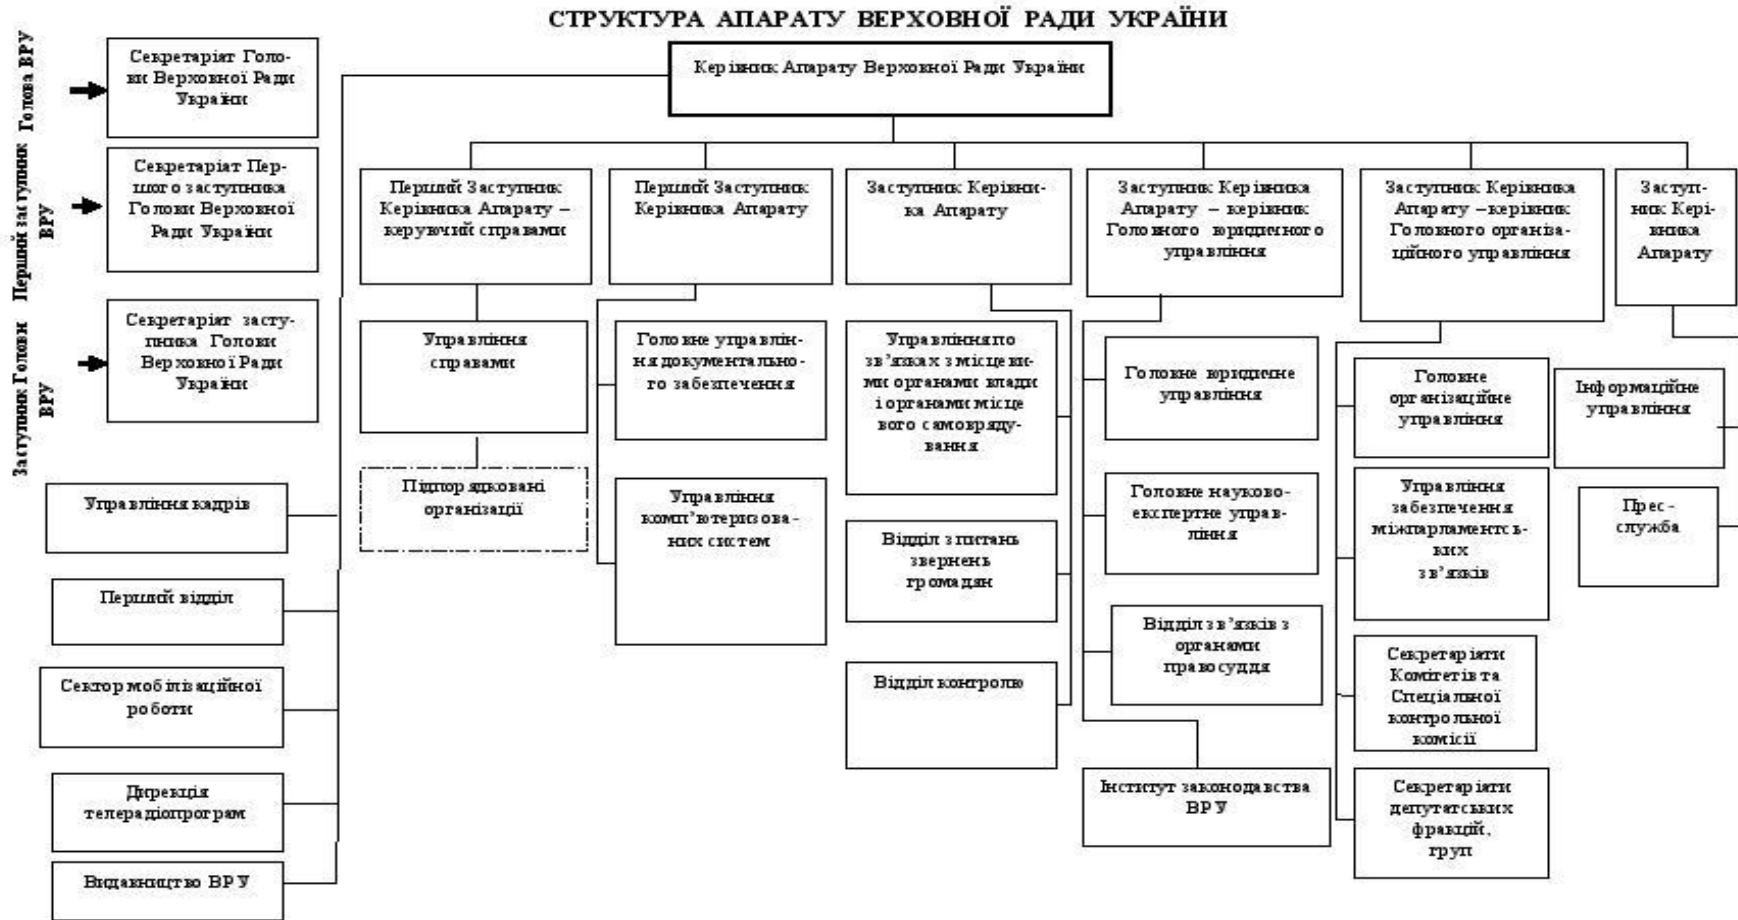 СТРУКТУРА АПАРАТУ ВЕРХОВНОЇ РАДИ УКРАЇНИ
Керівник Апарату Верховної Ради України
Голова ВРУ
Секретаріат Голо-
ви Верховної Ради
України
Перший заступник
ВРУ
Секретаріат Пер-
шого заступника
Голови Верховної
Ради України
Заступник Голови
ВРУ
Секретаріат засту-
пника Голови
Верховної Ради
України
Управління кадрів
Перший відділ
Сектор мобілізаційної
роботи
Дирекція
телерадіопрограм
Видавництво ВРУ
Перший Заступник
Керівника Апарату –
керуючий справами
Управління
справами
Підпорядковані
організації
Перший Заступник
Керівника Апарату
Головне управлін-
ня документально-
го забезпечення
Управління
комп’ютеризова-
них систем
Заступник Керівни-
ка Апарату
Управління по
зв’язках з місцеви-
ми органами влади
і органами місце
вого самовряду-
вання
Відділ з питань
звернень
громадян
Відділ контролю
Заступник Керівника
Апарату – керівник
Головного юридичного
управління
Головне юридичне
управління
Головне науково-
експертне управ-
ління
Відділ зв’язків з
органами
правосуддя
Інститут законодавства
ВРУ
Заступник Керівника
Апарату – керівник
Головного організа-
ційного управління
Головне
організаційне
управління
Управління
забезпечення
міжпарламентсь-
ких
зв’язків
Секретаріати
Комітетів та
Спеціальної
контрольної
комісії
Секретаріати
депутатських
фракцій,
груп
Заступ-
ник Кері-
вника
Апарату
Інформаційне
управління
Прес-
служба